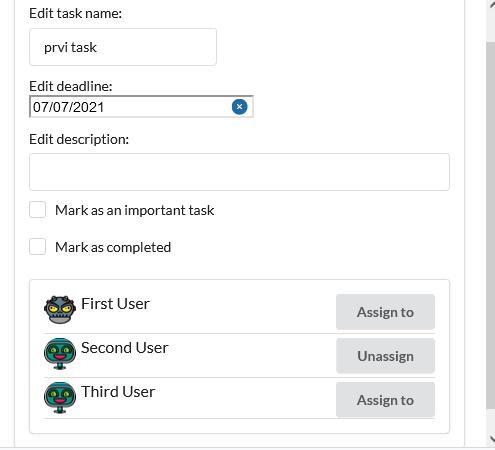 Edit task name:
prvi task
Edit deadline:
07/07/2021
Edit description:
Mark as an important task
Mark as completed
First User
Assign to
Second User
Unassign
Third User
Assign to